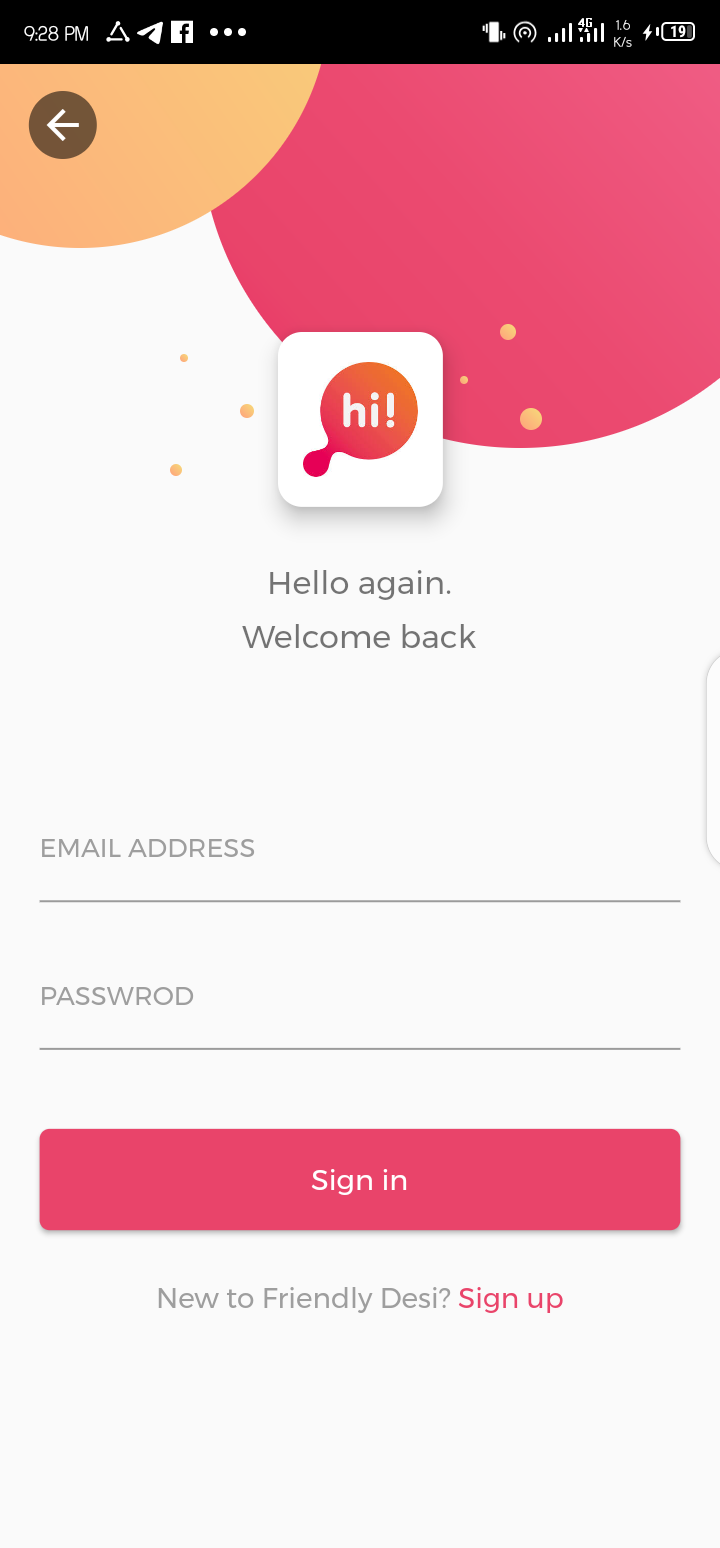 9:28 PM 4G 1.6 K/s 19
hi!
Hello again.
Welcome back
EMAIL ADDRESS
PASSWROD
Sign in
New to Friendly Desi? Sign up